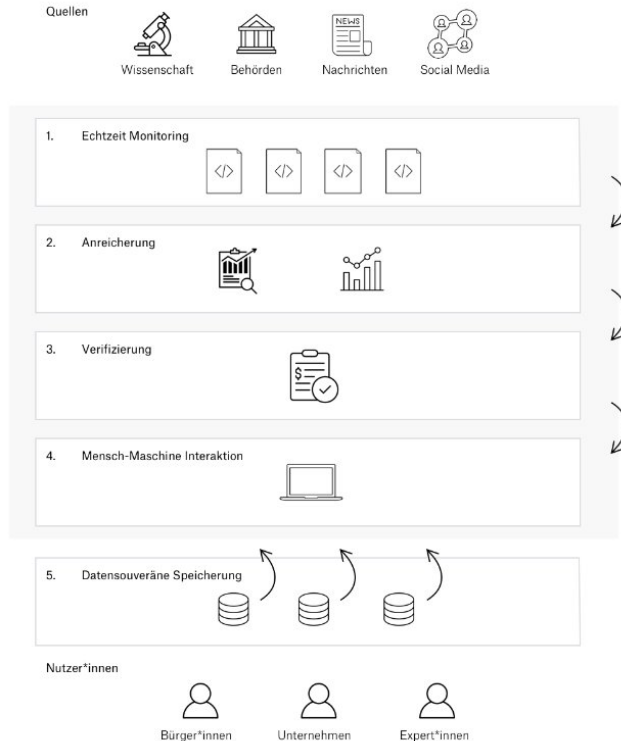 Quellen
NEWS
Wissenschaft Behörden Nachrichten Social Media
1. Echtzeit Monitoring
</> </> </> </>
2. Anreicherung
3. Verifizierung
$
4. Mensch-Maschine Interaktion
5. Datensouveräne Speicherung
Nutzer*innen
Bürger*innen Unternehmen Expert*innen